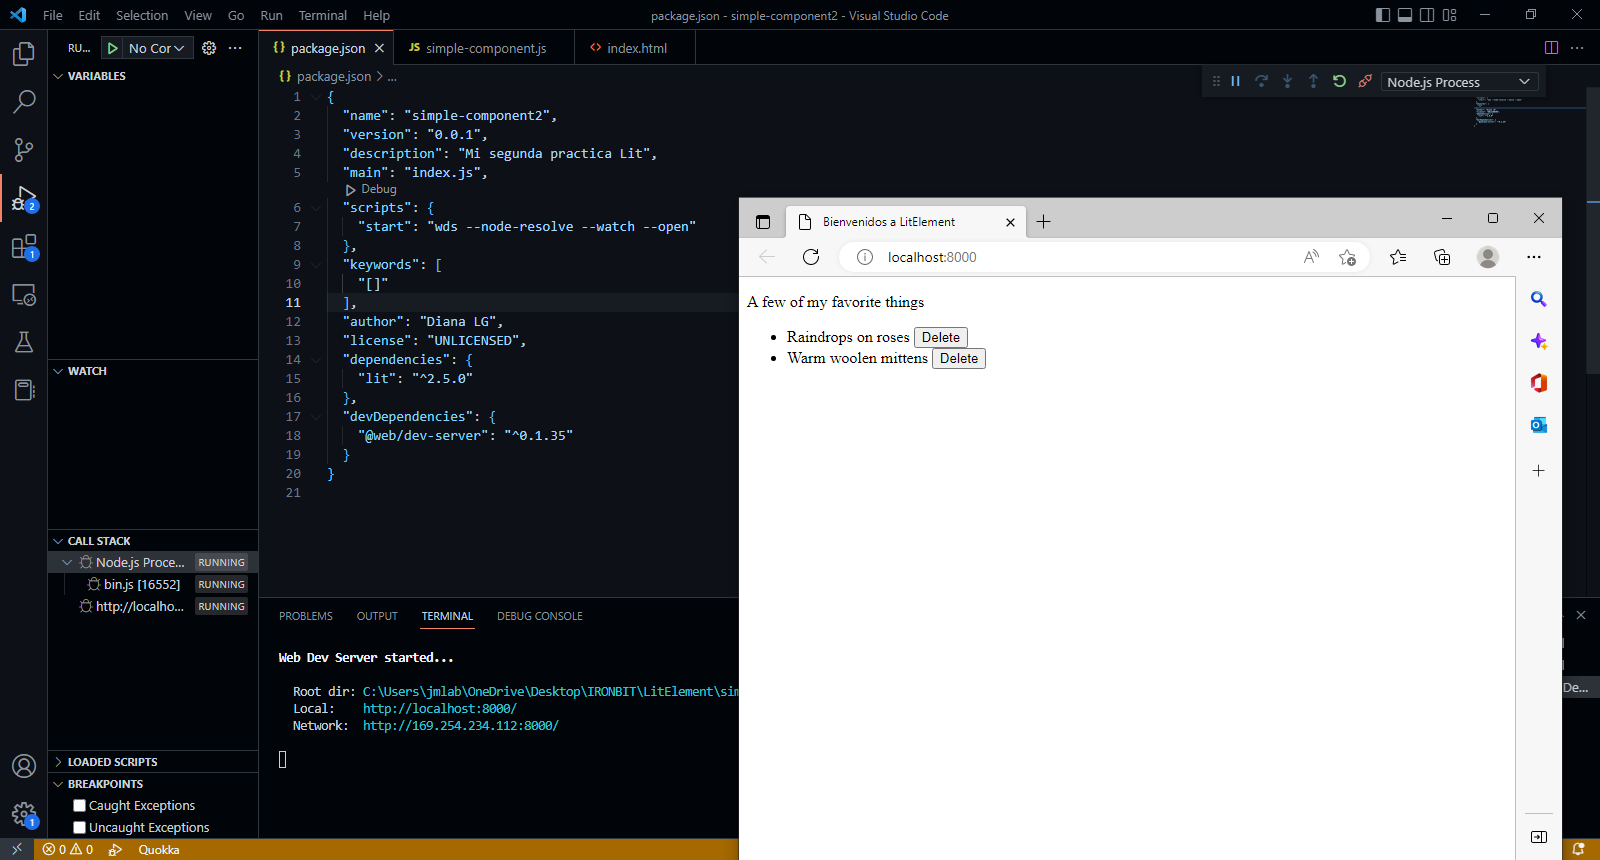 File Edit Selection View Go Run Terminal Help
package.json - simple-component2 - Visual Studio Code
RU... No Cor
VARIABLES
WATCH
CALL STACK
Node.js Proce... RUNNING
bin.js [16552] RUNNING
http://localho... RUNNING
LOADED SCRIPTS
BREAKPOINTS
Caught Exceptions
Uncaught Exceptions
2
1
1
{} package.json
JS simple-component.js
<> index.html
{} package.json > ...
Node.js Process
1 {
2 "name": "simple-component2",
3 "version": "0.0.1",
4 "description": "Mi segunda practica Lit",
5 "main": "index.js",
Debug
6 "scripts": {
7 "start": "wds --node-resolve --watch --open"
8 },
9 "keywords": [
10 "[]"
11 ],
12 "author": "Diana LG",
13 "license": "UNLICENSED",
14 "dependencies": {
15 "lit": "^2.5.0"
16 },
17 "devDependencies": {
18 "@web/dev-server": "^0.1.35"
19 }
20 }
21
PROBLEMS OUTPUT TERMINAL DEBUG CONSOLE
Web Dev Server started...
Root dir: C:\Users\jmlab\OneDrive\Desktop\IRONBIT\LitElement\sim
Local: http://localhost:8000/
Network: http://169.254.234.112:8000/
De...
Bienvenidos a LitElement
localhost:8000
A few of my favorite things
• Raindrops on roses Delete
• Warm woolen mittens Delete
0 0 Quokka